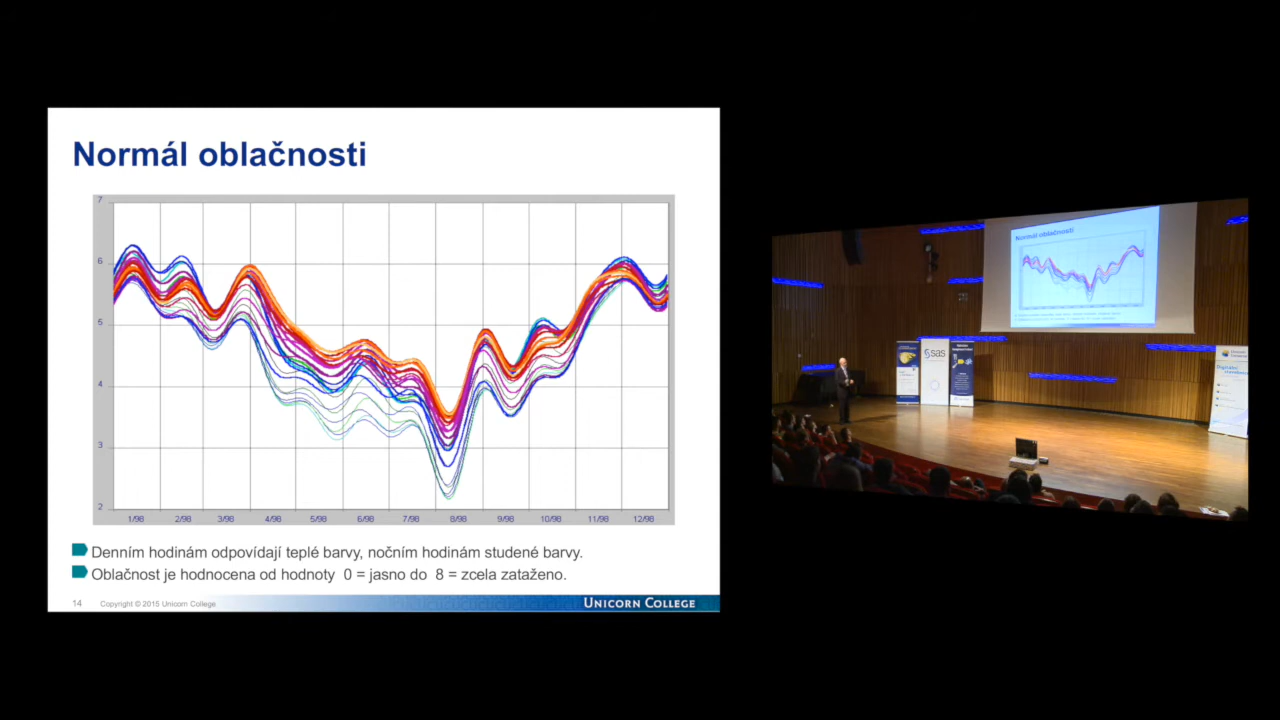 Normál oblačnosti
7
6
5
4
3
2
1/98 2/98 3/98 4/98 5/98 6/98 7/98 8/98 9/98 10/98 11/98 12/98
Denním hodinám odpovídají teplé barvy, nočním hodinám studené barvy.
Oblačnost je hodnocena od hodnoty 0 = jasno do 8 = zcela zataženo.
14 Copyright © 2015 Unicorn College
UNICORN COLLEGE
Normál oblačnosti
sas